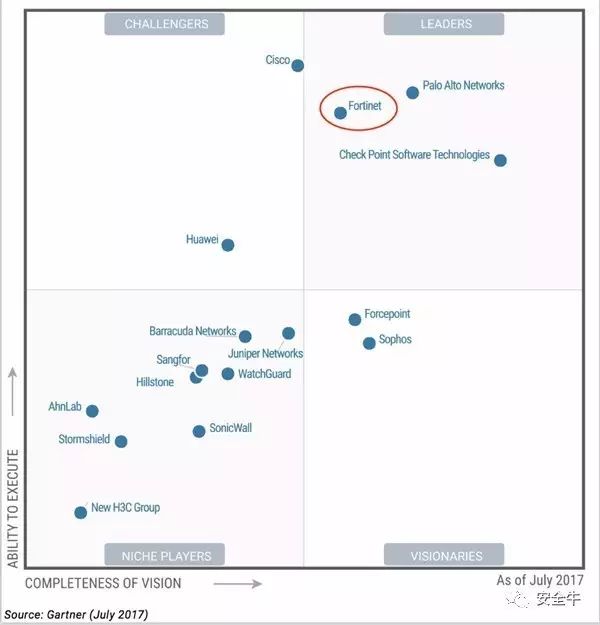 CHALLENGERS
LEADERS
Cisco
Palo Alto Networks
Fortinet
Check Point Software Technologies
Huawei
Forcepoint
Barracuda Networks
Sophos
Juniper Networks
Sangfor
WatchGuard
Hillstone
AhnLab
SonicWall
Stormshield
New H3C Group
ABILITY TO EXECUTE
NICHE PLAYERS
VISIONARIES
COMPLETENESS OF VISION
As of July 2017
Source: Gartner (July 2017)
安全牛